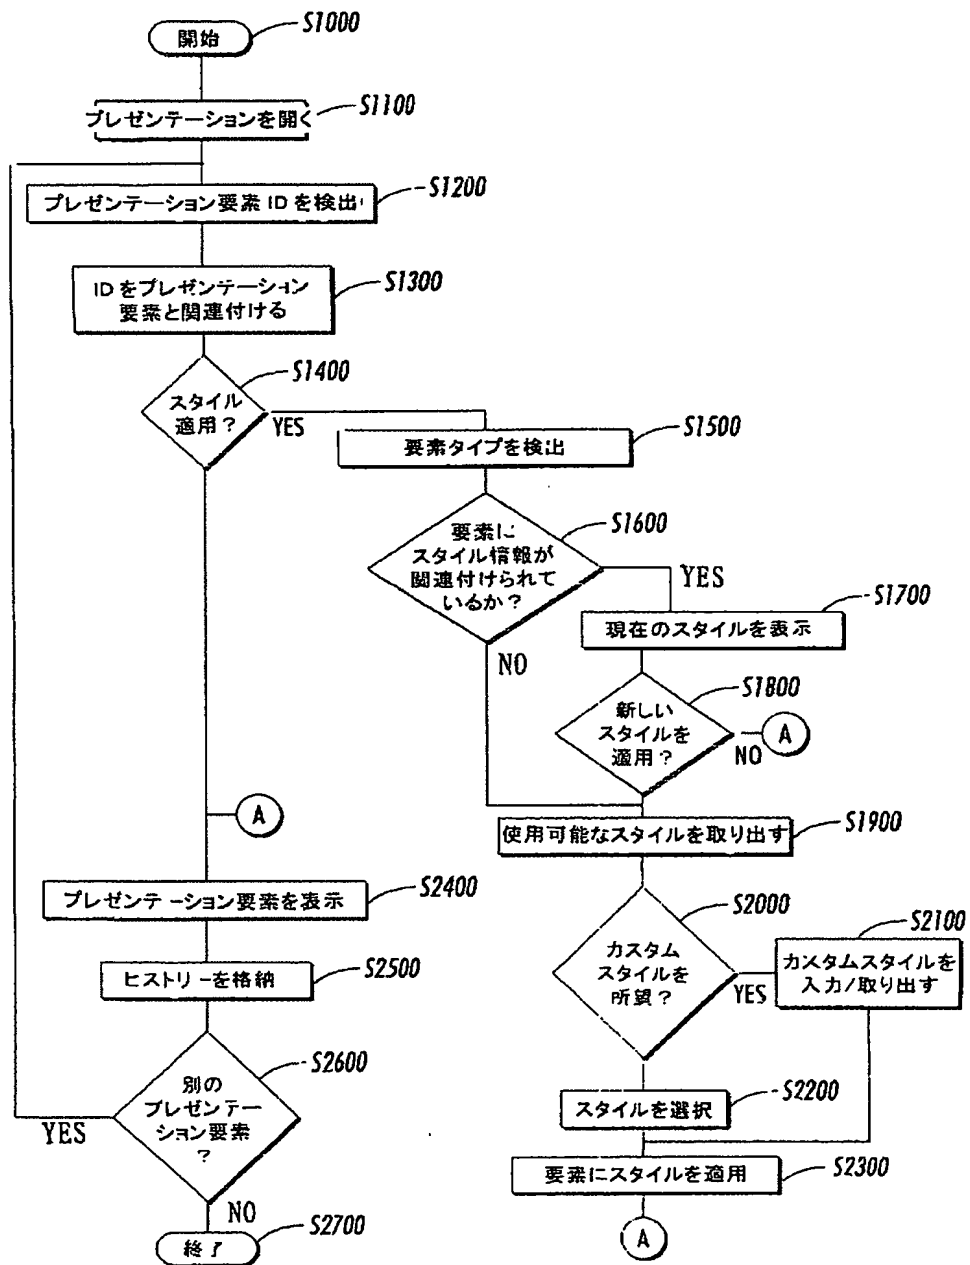 開始
S1000
プレゼンテーションを開く
S1100
プレゼンテーション要素IDを検出
S1200
IDをプレゼンテーション
要素と関連付ける
S1300
スタイル
適用？
S1400
YES
要素タイプを検出
S1500
要素に
スタイル情報が
関連付けられて
いるか？
S1600
YES
NO
現在のスタイルを表示
S1700
新しい
スタイルを
適用？
S1800
NO
A
使用可能なスタイルを取り出す
S1900
カスタム
スタイルを
所望？
S2000
YES
カスタムスタイルを
入力/取り出す
S2100
スタイルを選択
S2200
要素にスタイルを適用
S2300
A
A
プレゼンテーション要素を表示
S2400
ヒストリーを格納
S2500
別の
プレゼンテー
ション要素
？
S2600
YES
NO
終了
S2700